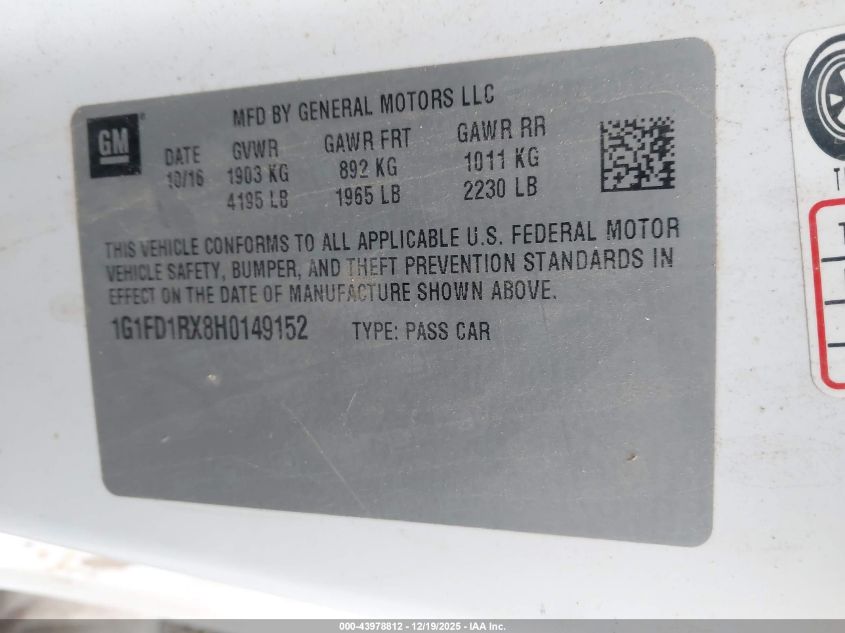 MFD BY GENERAL MOTORS LLC
GM
DATE GVWR GAWR FRT GAWR RR
10/16 1903 KG 892 KG 1011 KG
4195 LB 1965 LB 2230 LB
THIS VEHICLE CONFORMS TO ALL APPLICABLE U.S. FEDERAL MOTOR
VEHICLE SAFETY, BUMPER, AND THEFT PREVENTION STANDARDS IN
EFFECT ON THE DATE OF MANUFACTURE SHOWN ABOVE.
1G1FD1RX8H0149152 TYPE: PASS CAR
000-43978812 - 12/19/2025 - IAA Inc.